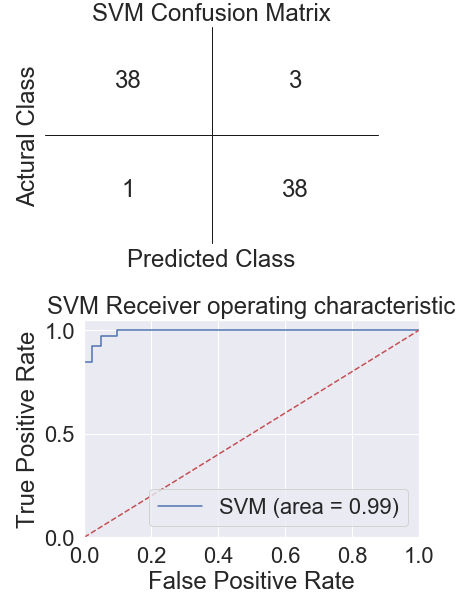 SVM Confusion Matrix
Actural Class
38 3
1 38
Predicted Class
SVM Receiver operating characteristic
True Positive Rate
1.0
0.5
0.0
SVM (area = 0.99)
0.0 0.2 0.4 0.6 0.8 1.0
False Positive Rate